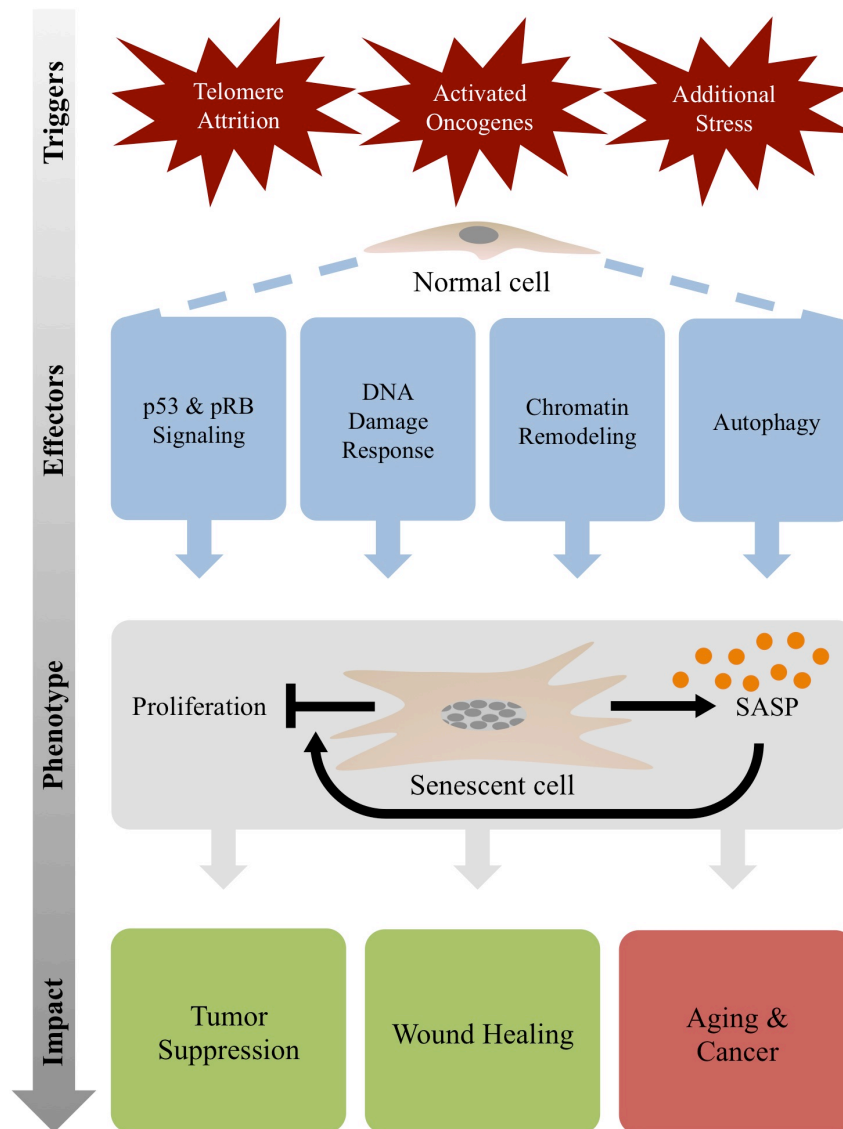 Triggers
Telomere
Attrition
Activated
Oncogenes
Additional
Stress
Normal cell
Effectors
p53 & pRB
Signaling
DNA
Damage
Response
Chromatin
Remodeling
Autophagy
Phenotype
Proliferation
SASP
Senescent cell
Impact
Tumor
Suppression
Wound Healing
Aging &
Cancer